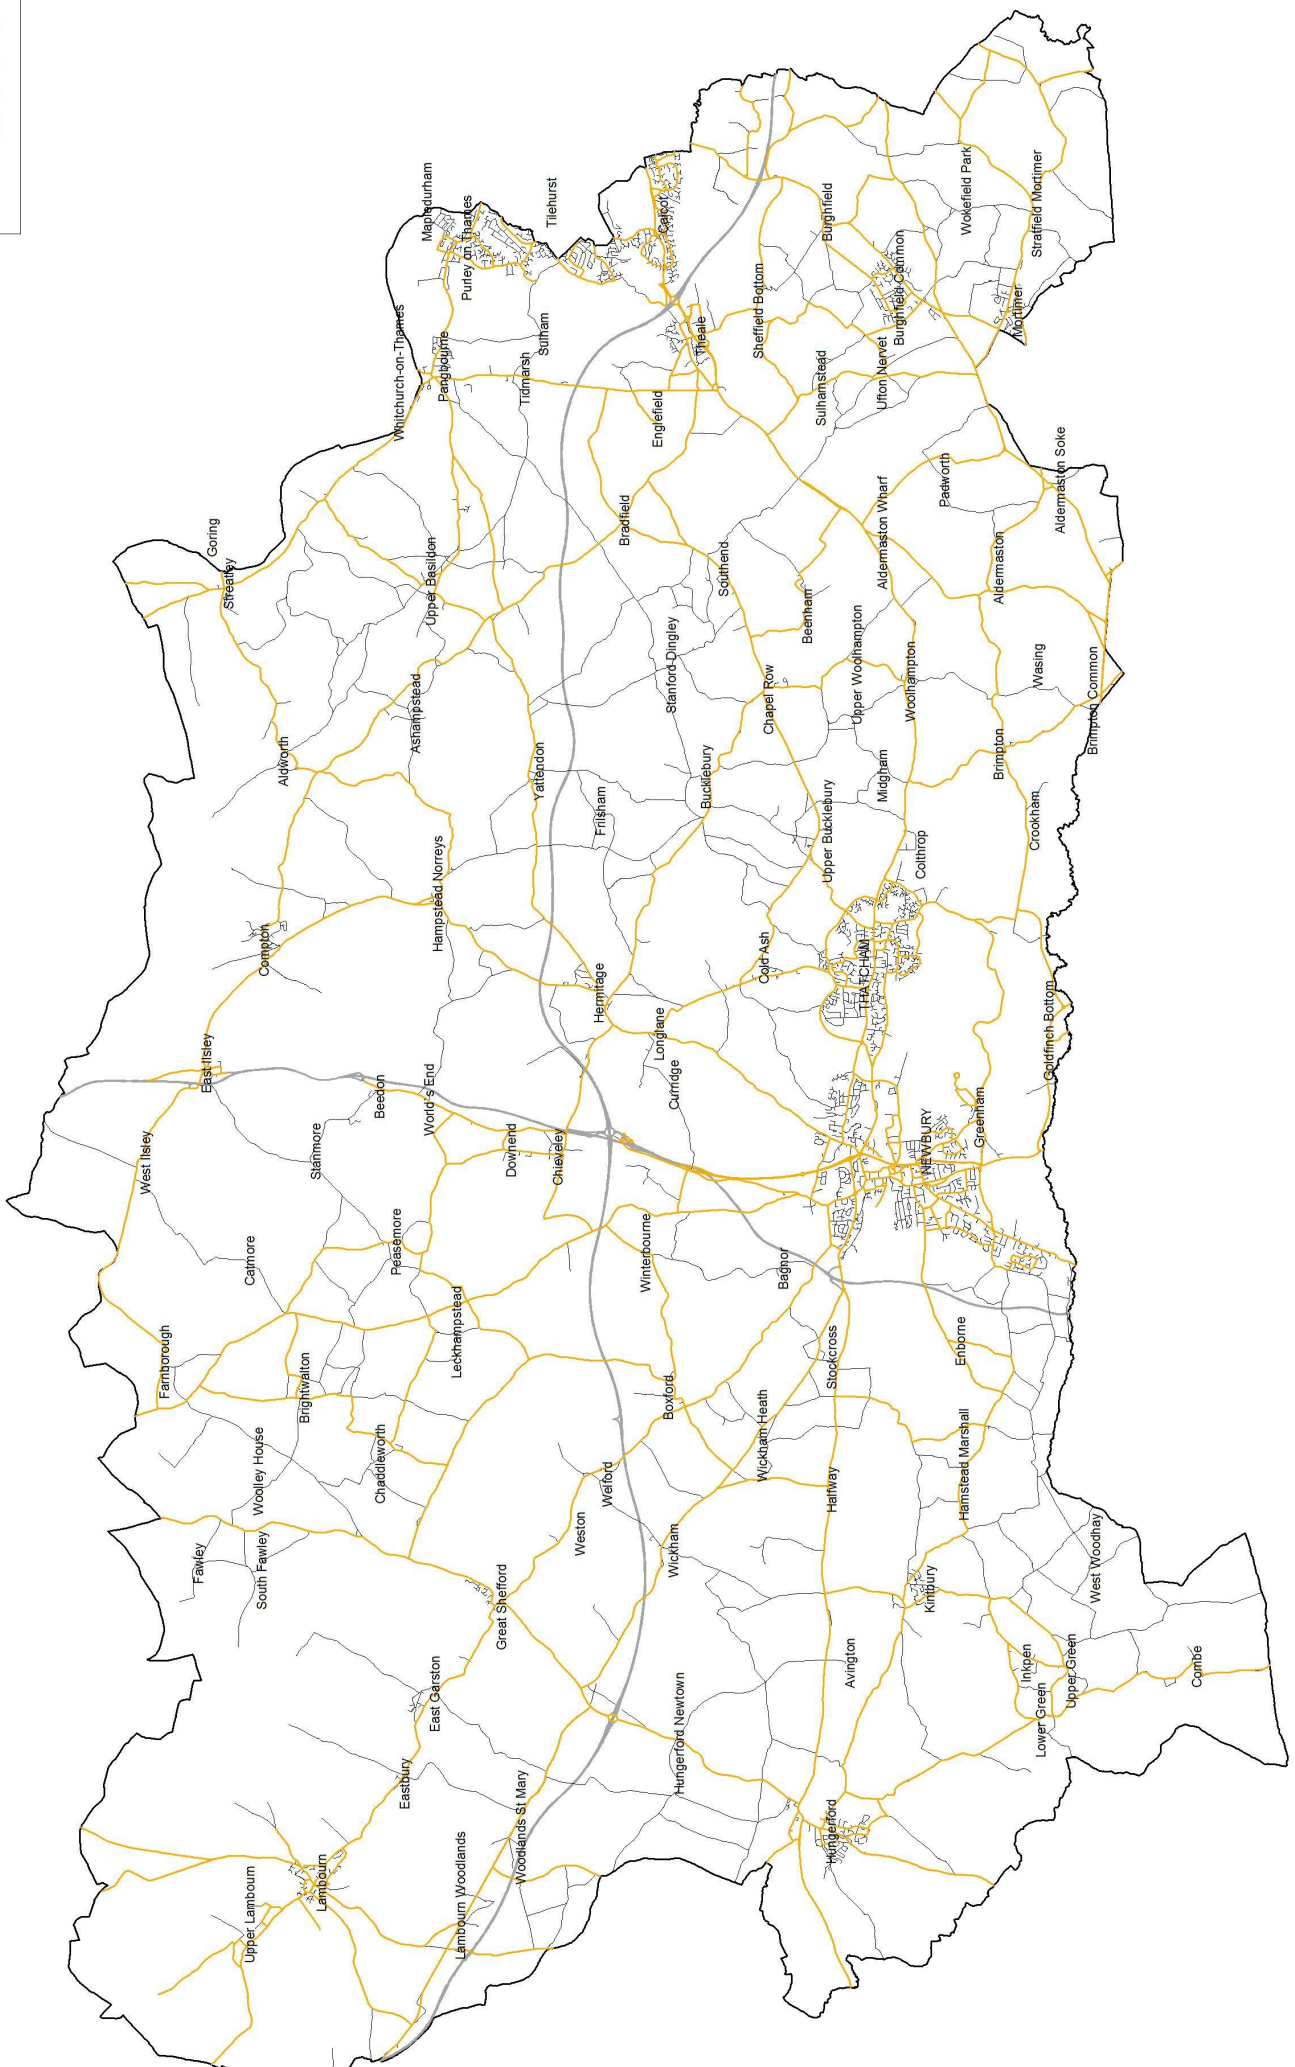 Mapledurham
Purley on Thames
Tilehurst
Calcot
Whitchurch-on-Thames
Pangbourne
Sulham
Tidmarsh
Theale
Englefield
Sheffield Bottom
Burghfield
Burghfield Common
Wokefield Park
Stratfield Mortimer
Mortimer
Sulhamstead
Ufton Nervet
Goring
Streatley
Upper Basildon
Bradfield
Southend
Beenham
Aldermaston Wharf
Padworth
Aldermaston
Aldermaston Soke
Aldworth
Ashampstead
Yattendon
Stanford-Dingley
Chapel Row
Upper Woolhampton
Woolhampton
Wasing
Brimpton
Brimpton Common
Frilsham
Bucklebury
Upper Bucklebury
Midgham
Colthrop
Crookham
Compton
Hampstead Norreys
Hermitage
Cold Ash
THATCHAM
Goldfinch Bottom
East Ilsley
Beedon
World's End
Longlane
Curridge
West Ilsley
Stanmore
Downend
Chieveley
NEWBURY
Greenham
Catmore
Peasemore
Winterbourne
Bagnor
Farnborough
Brightwalton
Leckhampstead
Boxford
Stockcross
Enborne
Woolley House
Chaddleworth
Welford
Wickham Heath
Halfway
Hamstead Marshall
Fawley
South Fawley
Weston
Wickham
Great Shefford
Kintbury
West Woodhay
East Garston
Hungerford Newtown
Avington
Inkpen
Upper Green
Lower Green
Combe
Eastbury
Woodlands St Mary
Hungerford
Upper Lambourn
Lambourn
Lambourn Woodlands